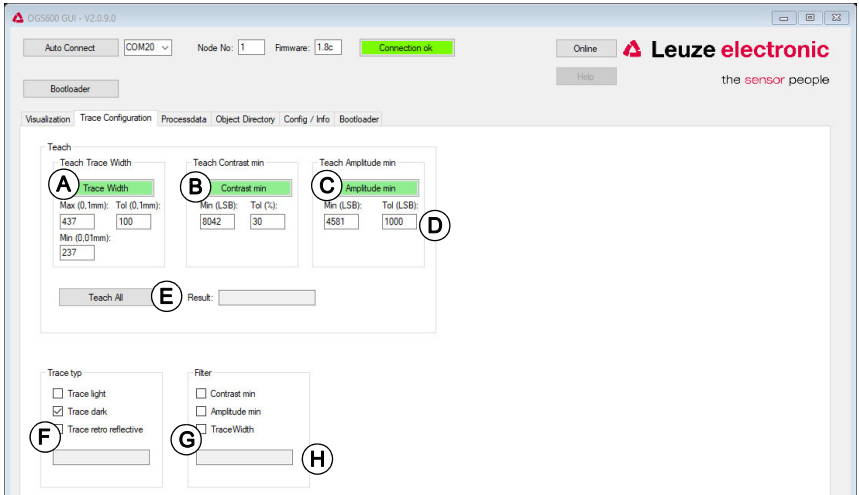 OGS600 GUI - V2.0.9.0
Auto Connect COM20 Node No: 1 Firmware: 1.8c Connection ok Online Leuze electronic
Bootloader Help the sensor people
Visualization Trace Configuration Processdata Object Directory Config / Info Bootloader
Teach
Teach Trace Width Teach Contrast min Teach Amplitude min
A Trace Width B Contrast min C Amplitude min
Max (0,1mm): Tol (0,1mm): Min (LSB): Tol (%): Min (LSB): Tol (LSB):
437 100 8042 30 4581 1000 D
Min (0,01mm):
237
Teach All E Result:
Trace typ Filter
Trace light Contrast min
Trace dark Amplitude min
F Trace retro reflective G TraceWidth
H